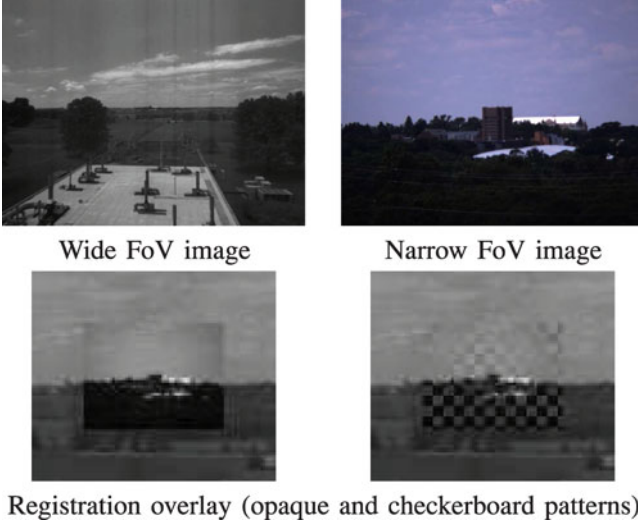 Wide FoV image
Narrow FoV image
Registration overlay (opaque and checkerboard patterns)